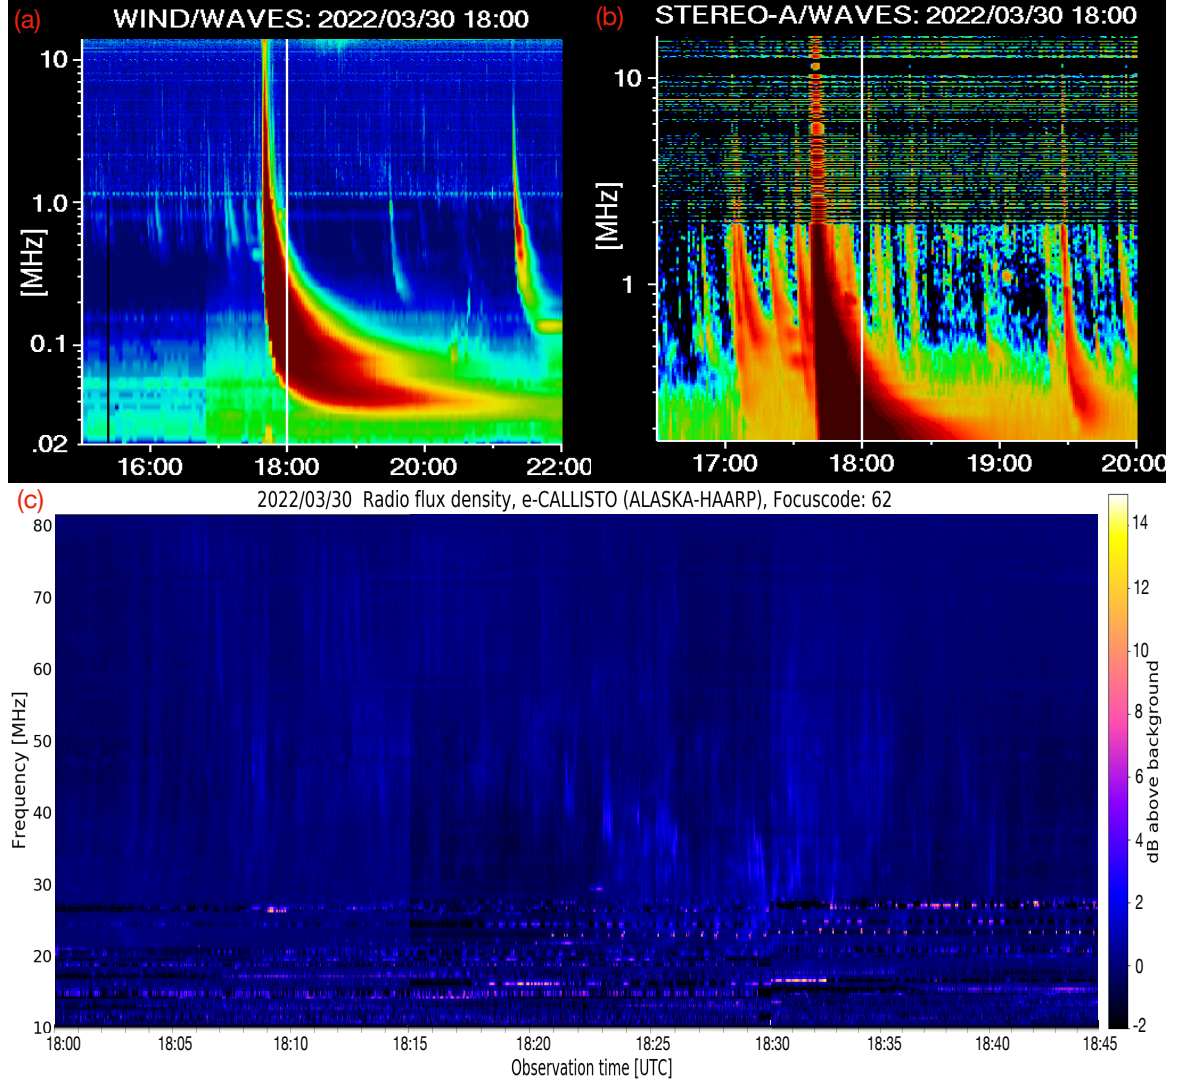 (a)
WIND/WAVES: 2022/03/30 18:00
10
1.0
0.1
.02
[MHz]
16:00 18:00 20:00 22:00
(b)
STEREO-A/WAVES: 2022/03/30 18:00
10
1
[MHz]
17:00 18:00 19:00 20:00
(c)
2022/03/30 Radio flux density, e-CALLISTO (ALASKA-HAARP), Focuscode: 62
80
70
60
50
40
30
20
10
Frequency [MHz]
18:00 18:05 18:10 18:15 18:20 18:25 18:30 18:35 18:40 18:45
Observation time [UTC]
14
12
10
8
6
4
2
0
-2
dB above background